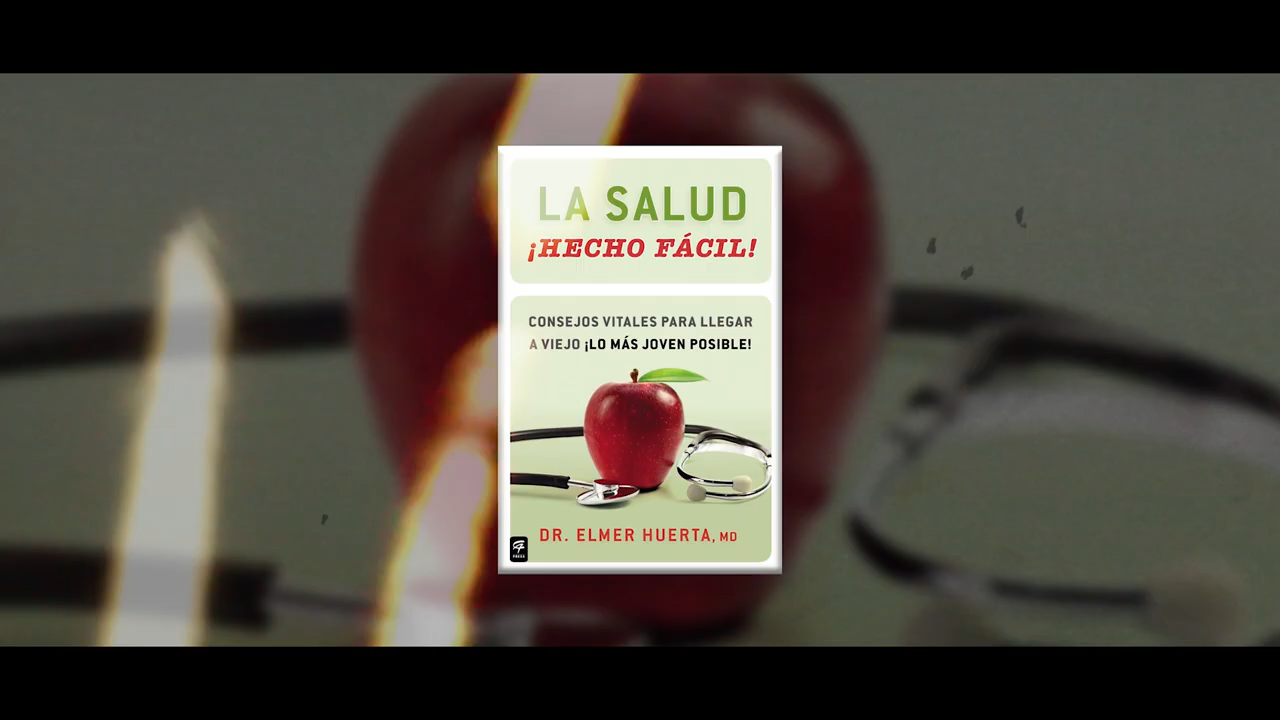 LA SALUD
¡HECHO FÁCIL!
CONSEJOS VITALES PARA LLEGAR
A VIEJO ¡LO MÁS JOVEN POSIBLE!
DR. ELMER HUERTA, MD